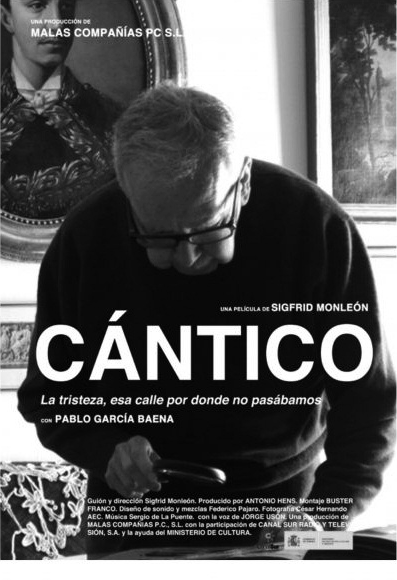 UNA PRODUCCIÓN DE
MALAS COMPAÑÍAS PC S.L.
UNA PELÍCULA DE SIGFRID MONLEÓN
CÁNTICO
La tristeza, esa calle por donde no pasábamos
CON PABLO GARCÍA BAENA
Guión y dirección Sigfrid Monleón. Producido por ANTONIO HENS. Montaje BUSTER
FRANCO. Diseño de sonido y mezclas Federico Pajaro. Fotografía César Hernando
AEC. Música Sergio de La Puente. con la voz de JORGE USÓN. Una producción de
MALAS COMPAÑIAS P.C., S.L. con la participación de CANAL SUR RADIO Y TELEVI-
SIÓN, S.A. y la ayuda del MINISTERIO DE CULTURA.